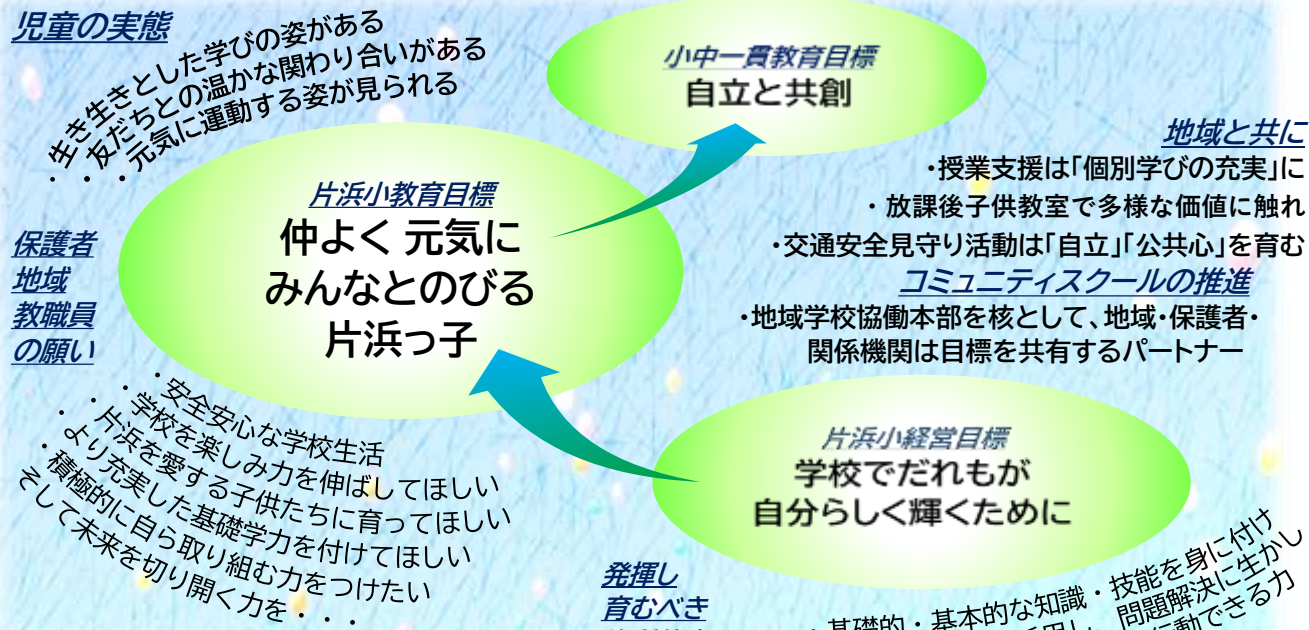 児童の実態
・生き生きとした学びの姿がある
・友だちとの温かな関わり合いがある
・元気に運動する姿が見られる
小中一貫教育目標
自立と共創
地域と共に
・授業支援は「個別学びの充実」に
・放課後子供教室で多様な価値に触れ
・交通安全見守り活動は「自立」「公共心」を育む
コミュニティスクールの推進
・地域学校協働本部を核として、地域・保護者・
関係機関は目標を共有するパートナー
片浜小教育目標
仲よく 元気に
みんなとのびる
片浜っ子
保護者
地域
教職員
の願い
・安全安心な学校生活
・学校を楽しみ力を伸ばしてほしい
・片浜を愛する子供たちに育ってほしい
・より充実した基礎学力を付けてほしい
・積極的に自ら取り組む力をつけたい
そして未来を切り開く力を・・・
片浜小経営目標
学校でだれもが
自分らしく輝くために
発揮し
育むべき
・基礎的・基本的な知識・技能を身に付け
問題解決に生かし
行動できる力